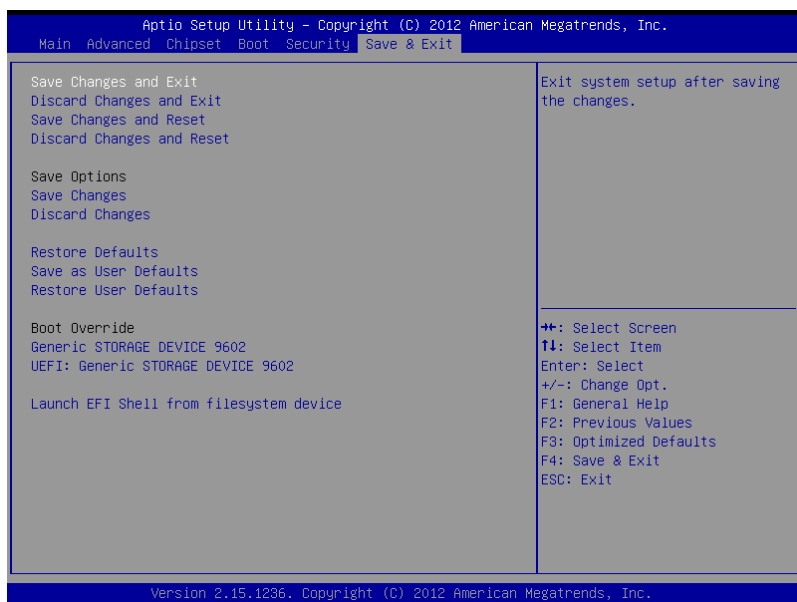 Aptio Setup Utility – Copyright (C) 2012 American Megatrends, Inc.
Main Advanced Chipset Boot Security Save & Exit
Save Changes and Exit
Discard Changes and Exit
Save Changes and Reset
Discard Changes and Reset
Save Options
Save Changes
Discard Changes
Restore Defaults
Save as User Defaults
Restore User Defaults
Boot Override
Generic STORAGE DEVICE 9602
UEFI: Generic STORAGE DEVICE 9602
Launch EFI Shell from filesystem device
Exit system setup after saving
the changes.
→←: Select Screen
↑↓: Select Item
Enter: Select
+/-: Change Opt.
F1: General Help
F2: Previous Values
F3: Optimized Defaults
F4: Save & Exit
ESC: Exit
Version 2.15.1236. Copyright (C) 2012 American Megatrends, Inc.